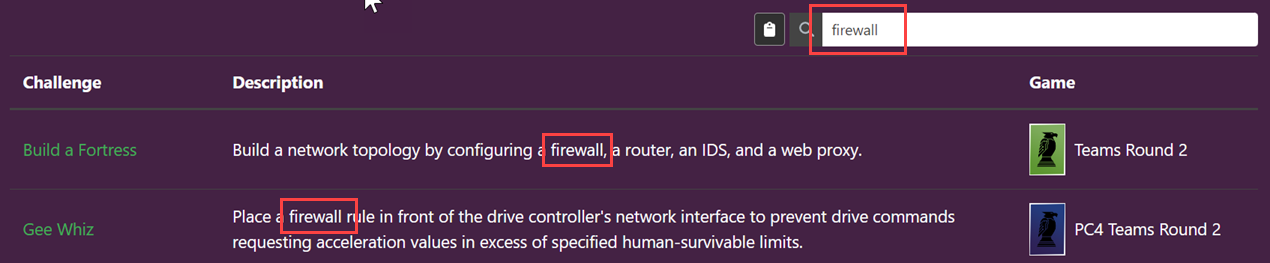 firewall
Challenge Description Game
Build a Fortress Build a network topology by configuring a firewall, a router, an IDS, and a web proxy. Teams Round 2
Place a firewall rule in front of the drive controller's network interface to prevent drive commands
Gee Whiz PC4 Teams Round 2
requesting acceleration values in excess of specified human-survivable limits.